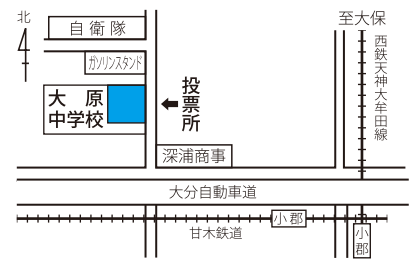 北
自衛隊
至大保
ガソリンスタンド
西鉄天神大牟田線
大原
中学校
投票所
深浦商事
大分自動車道
小郡
甘木鉄道
小郡